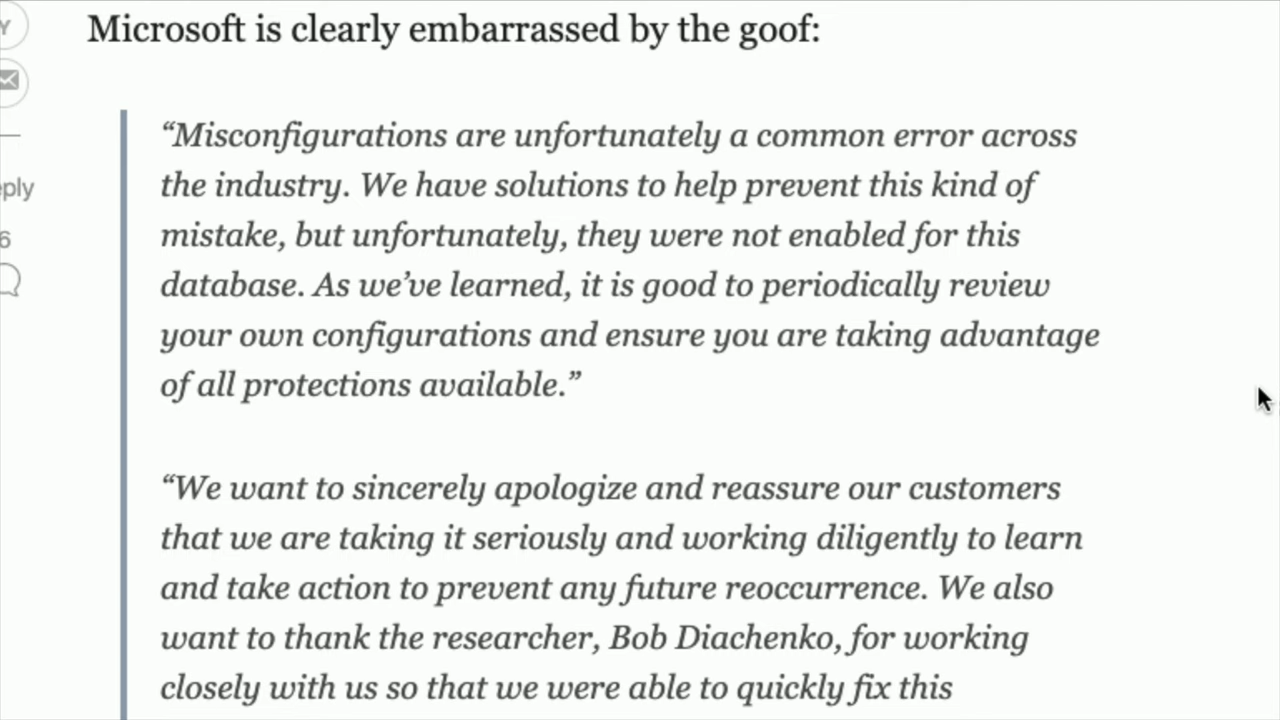 Y
Microsoft is clearly embarrassed by the goof:
“Misconfigurations are unfortunately a common error across
the industry. We have solutions to help prevent this kind of
mistake, but unfortunately, they were not enabled for this
database. As we’ve learned, it is good to periodically review
your own configurations and ensure you are taking advantage
of all protections available.”
eply
6
“We want to sincerely apologize and reassure our customers
that we are taking it seriously and working diligently to learn
and take action to prevent any future reoccurrence. We also
want to thank the researcher, Bob Diachenko, for working
closely with us so that we were able to quickly fix this